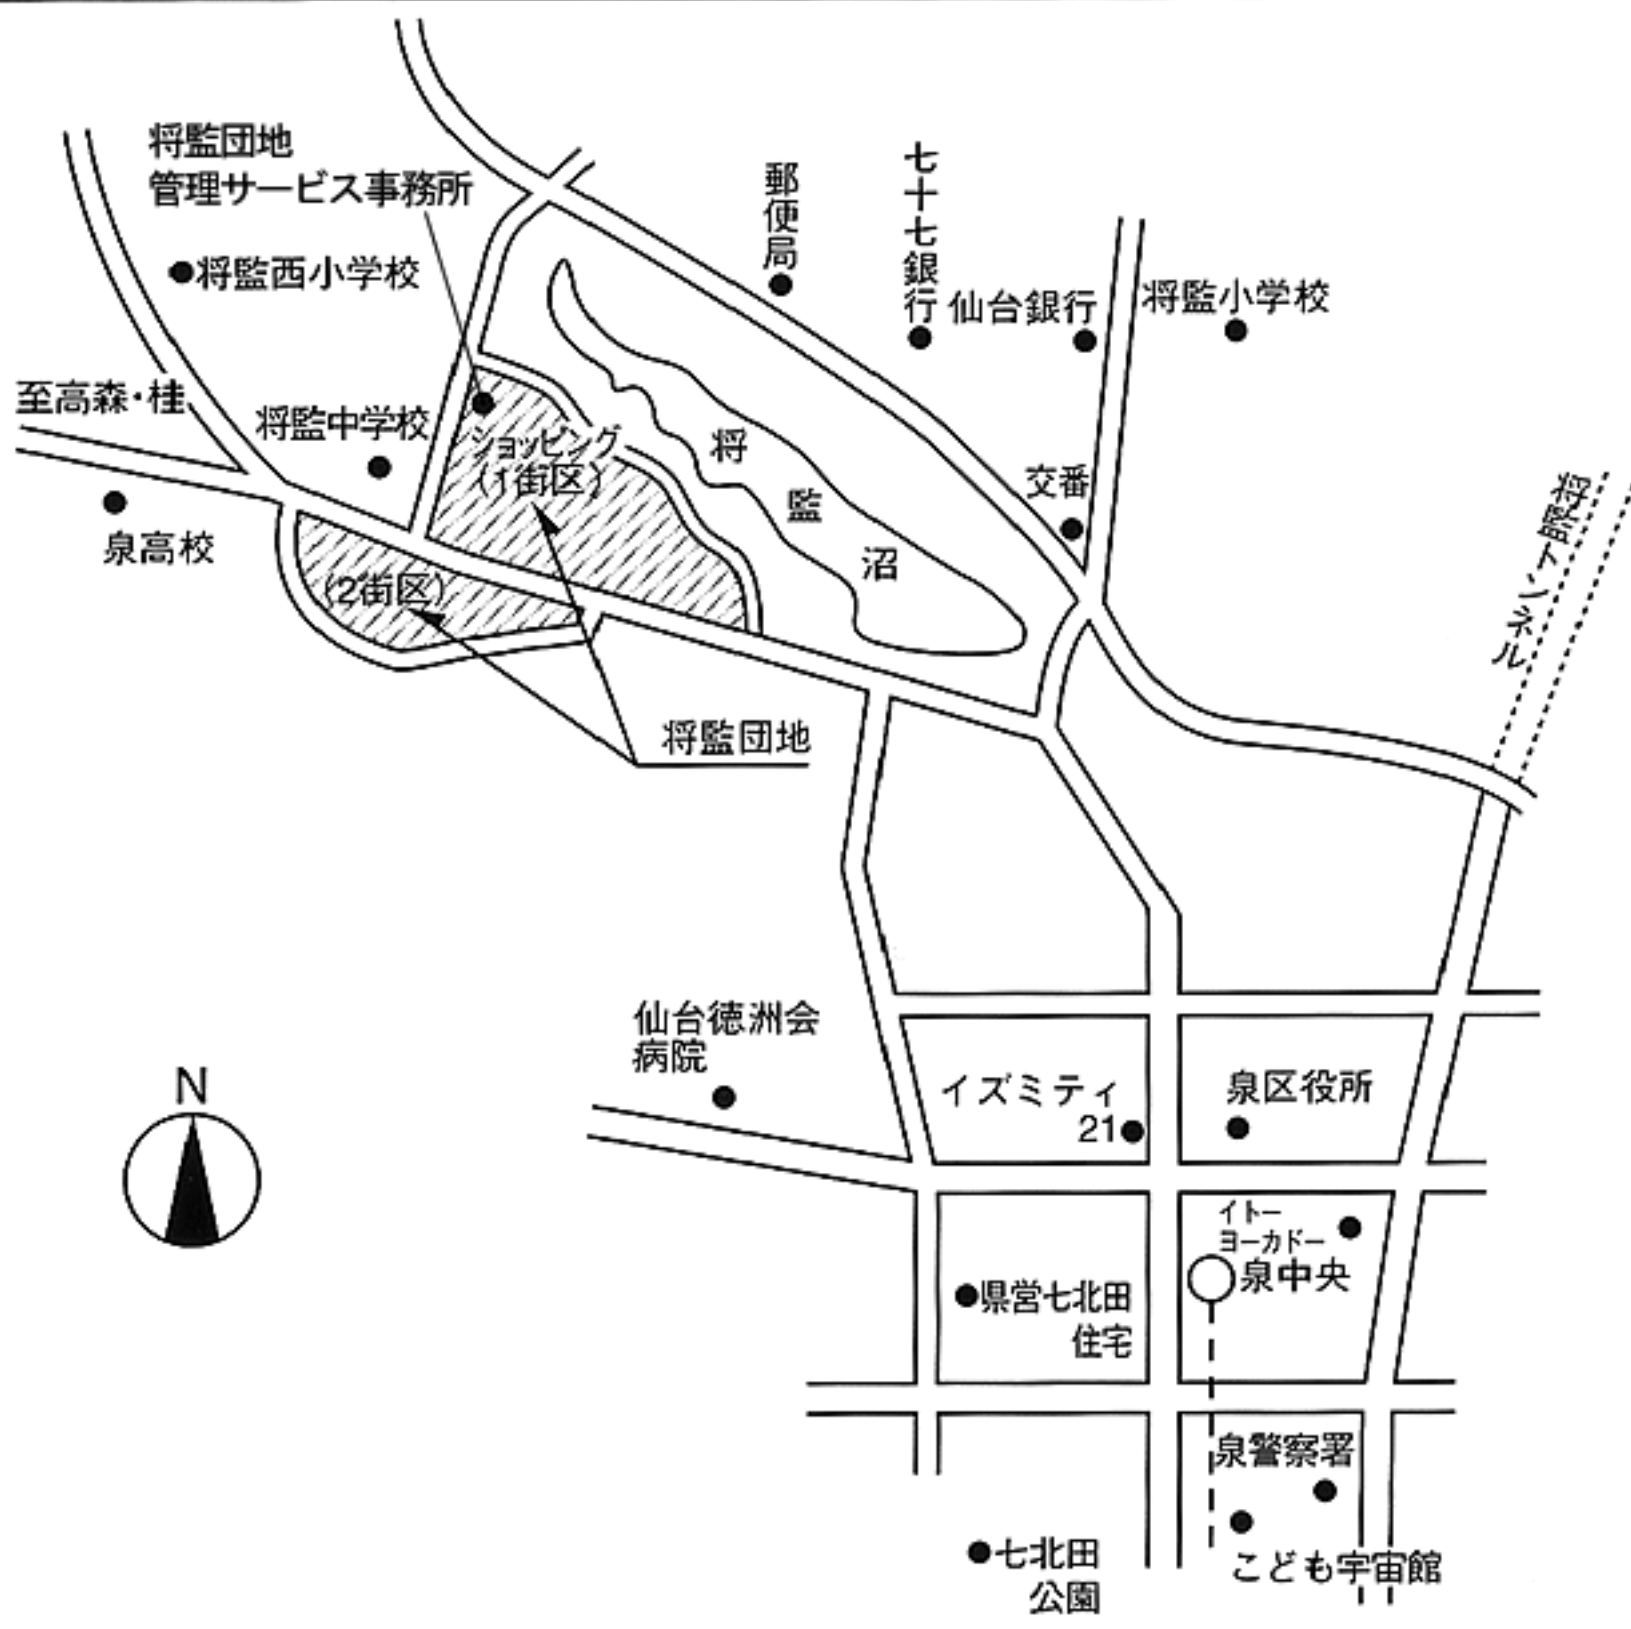 将監団地
管理サービス事務所
郵便局
七十七銀行
仙台銀行
将監小学校
将監西小学校
至高森・桂
将監中学校
ショッピング
(1街区)
将監沼
交番
泉高校
(2街区)
将監トンネル
将監団地
仙台徳洲会
病院
N
イズミティ
21
泉区役所
イトー
ヨーカドー
泉中央
県営七北田
住宅
泉警察署
こども宇宙館
七北田
公園